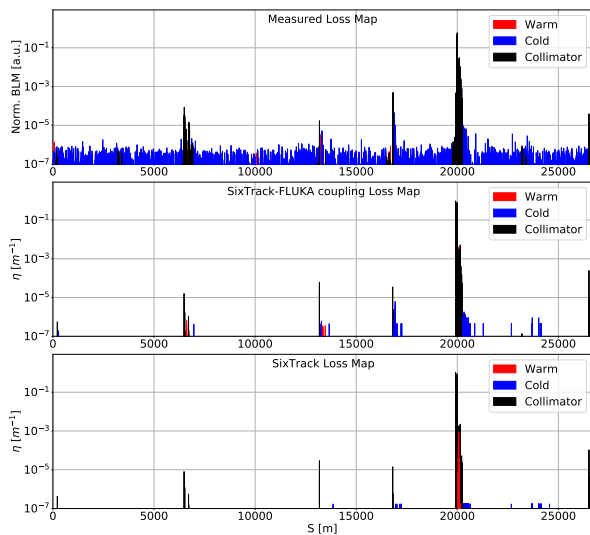 Measured Loss Map
Norm. BLM [a.u.]
10⁻¹
10⁻³
10⁻⁵
10⁻⁷
Warm
Cold
Collimator
0 5000 10000 15000 20000 25000
SixTrack-FLUKA coupling Loss Map
η [m⁻¹]
10⁻¹
10⁻³
10⁻⁵
10⁻⁷
Warm
Cold
Collimator
0 5000 10000 15000 20000 25000
SixTrack Loss Map
η [m⁻¹]
10⁻¹
10⁻³
10⁻⁵
10⁻⁷
Warm
Cold
Collimator
0 5000 10000 15000 20000 25000
S [m]